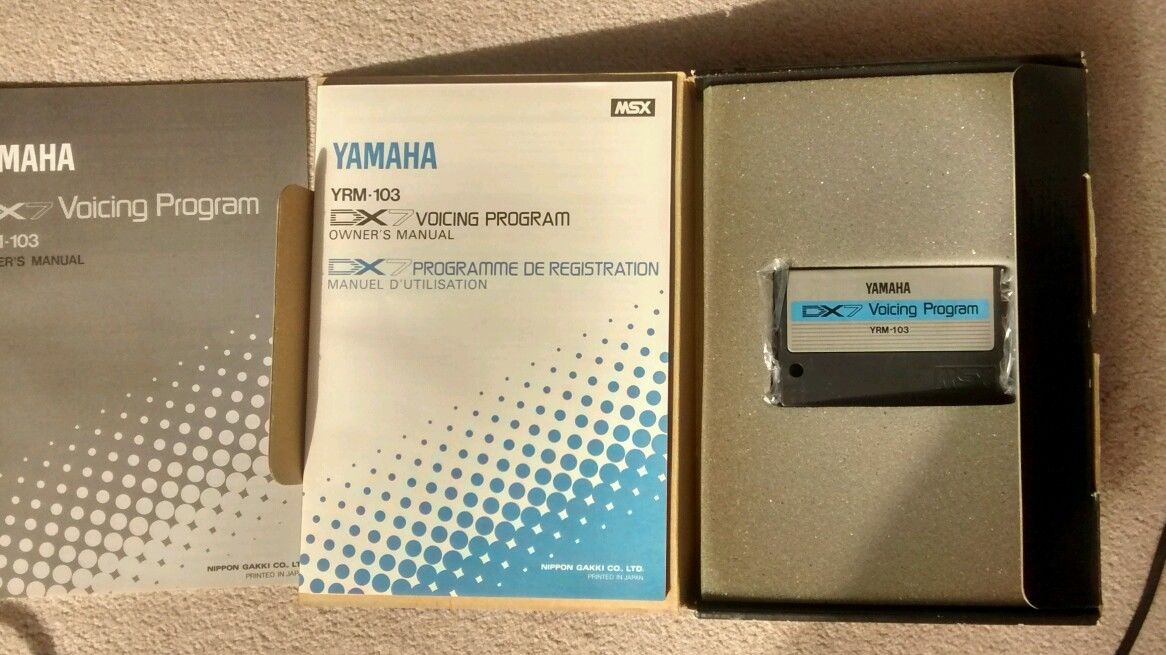 MAHA
DX7 Voicing Program
-103
ER'S MANUAL
NIPPON GAKKI CO., LT
PRINTED IN JAPA
MSX
YAMAHA
YRM-103
DX7 VOICING PROGRAM
OWNER'S MANUAL
DX7 PROGRAMME DE REGISTRATION
MANUEL D'UTILISATION
NIPPON GAKKI CO., LTD.
PRINTED IN JAPAN
YAMAHA
DX7 Voicing Program
YRM-103
MSX